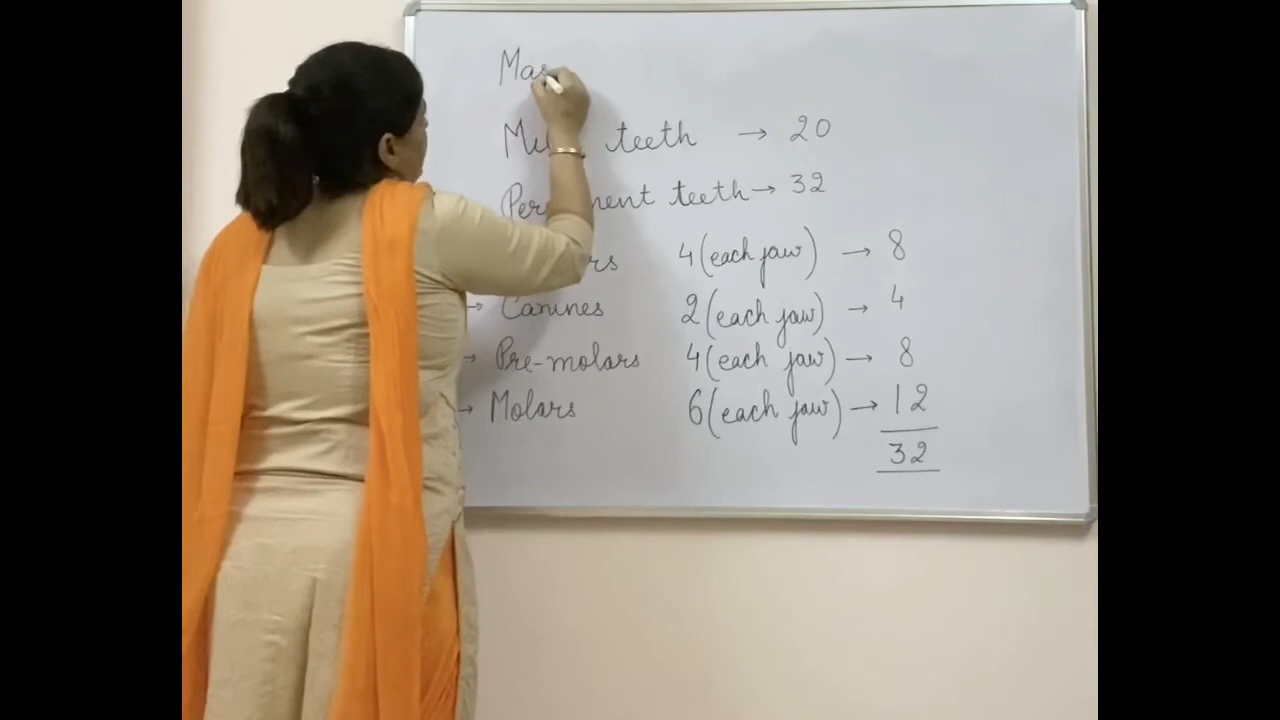 Mas
teeth → 20
teeth → 32
4 (each jaw) → 8
→ Canines 2 (each jaw) → 4
→ Pre-molars 4 (each jaw) → 8
→ Molars 6 (each jaw) → 12
32